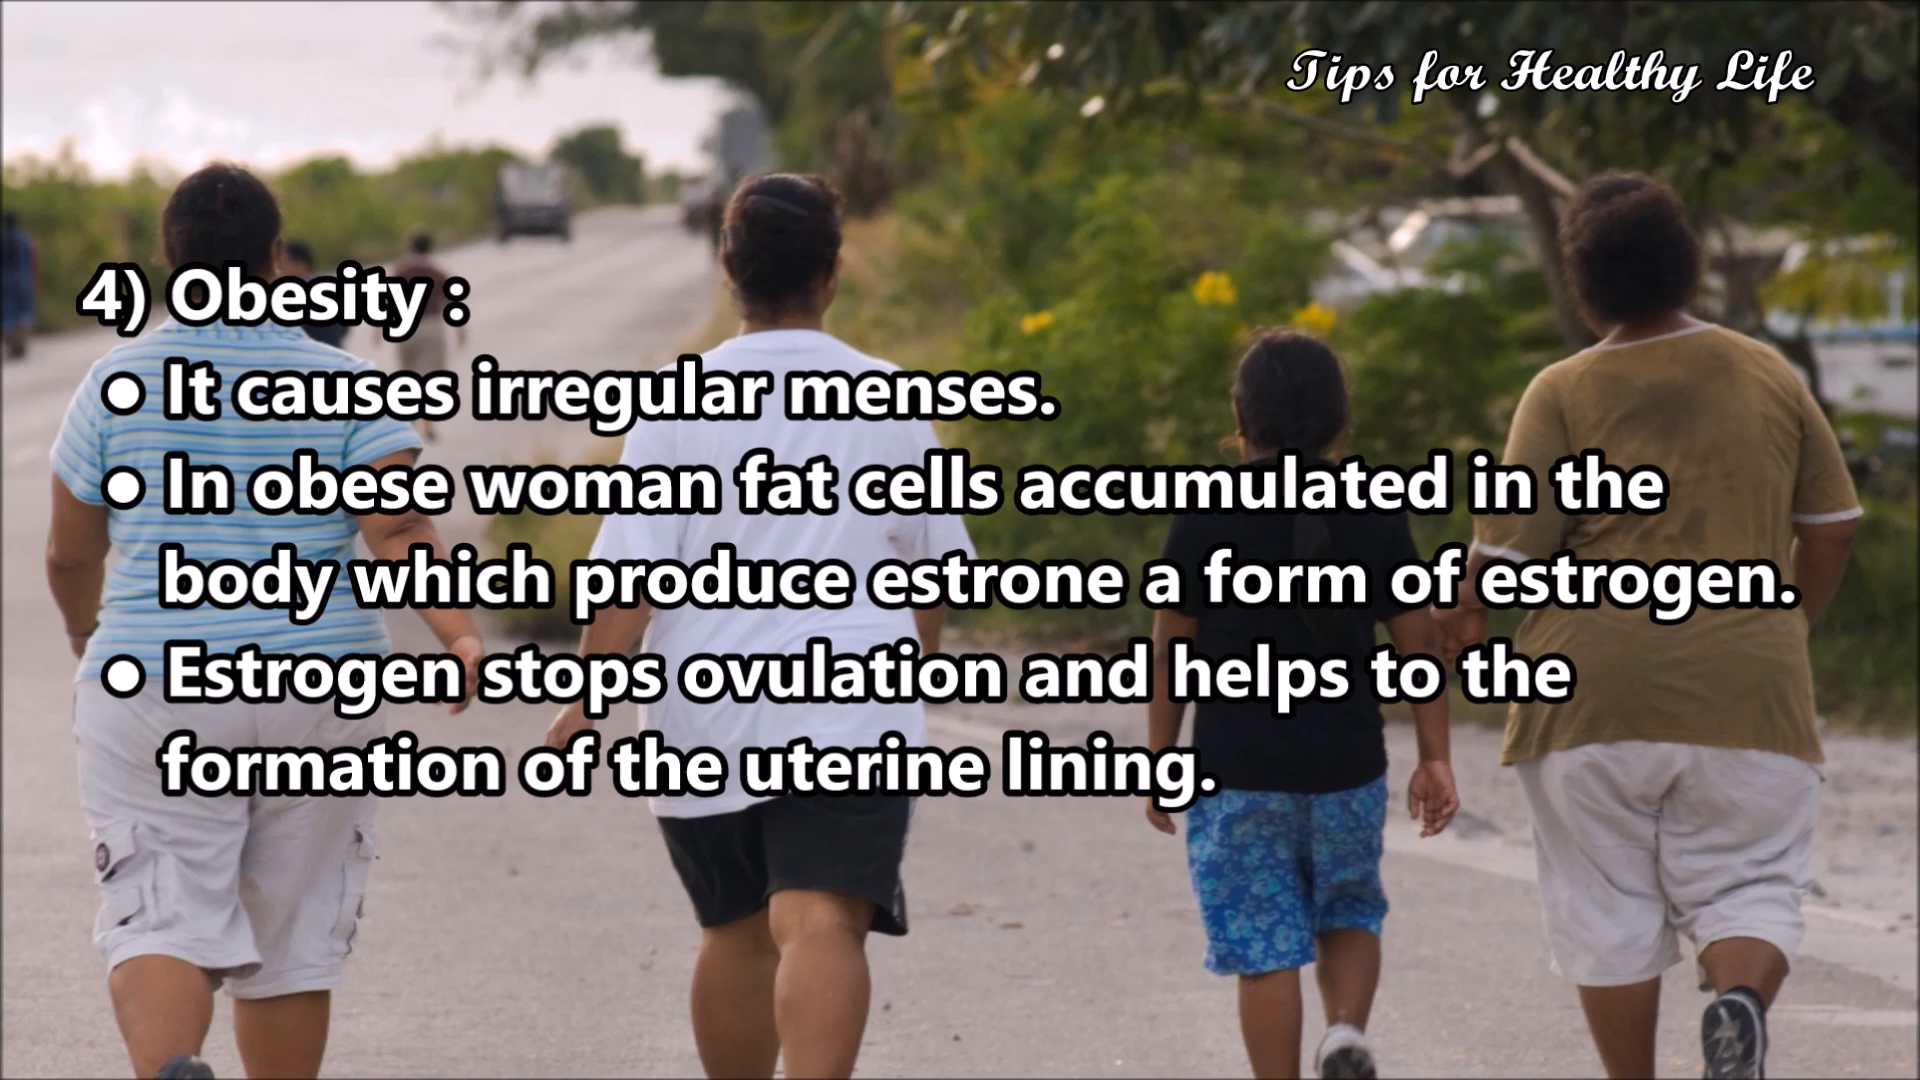 Tips for Healthy Life
4) Obesity :
● It causes irregular menses.
● In obese woman fat cells accumulated in the
body which produce estrone a form of estrogen.
● Estrogen stops ovulation and helps to the
formation of the uterine lining.